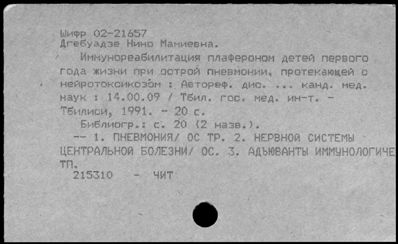 Шифр 02-21657
Дгебуадзе Нино Мамиевна.
Иммунореабилитация плафероном детей первого
года жизни при острой пневмонии, протекающей с
нейротоксикозом : Автореф. дис. ... канд. мед.
наук : 14.00.09 / Тбил. гос. мед. ин-т. -
Тбилиси, 1991. - 20 с.
Библиогр.: с. 20 (2 назв.).
-- 1. ПНЕВМОНИЯ/ ОС ТР. 2. НЕРВНОЙ СИСТЕМЫ
ЦЕНТРАЛЬНОЙ БОЛЕЗНИ/ ОС. 3. АДЪЮВАНТЫ ИММУНОЛОГИЧЕ
ТП.
215310 - ЧИТ